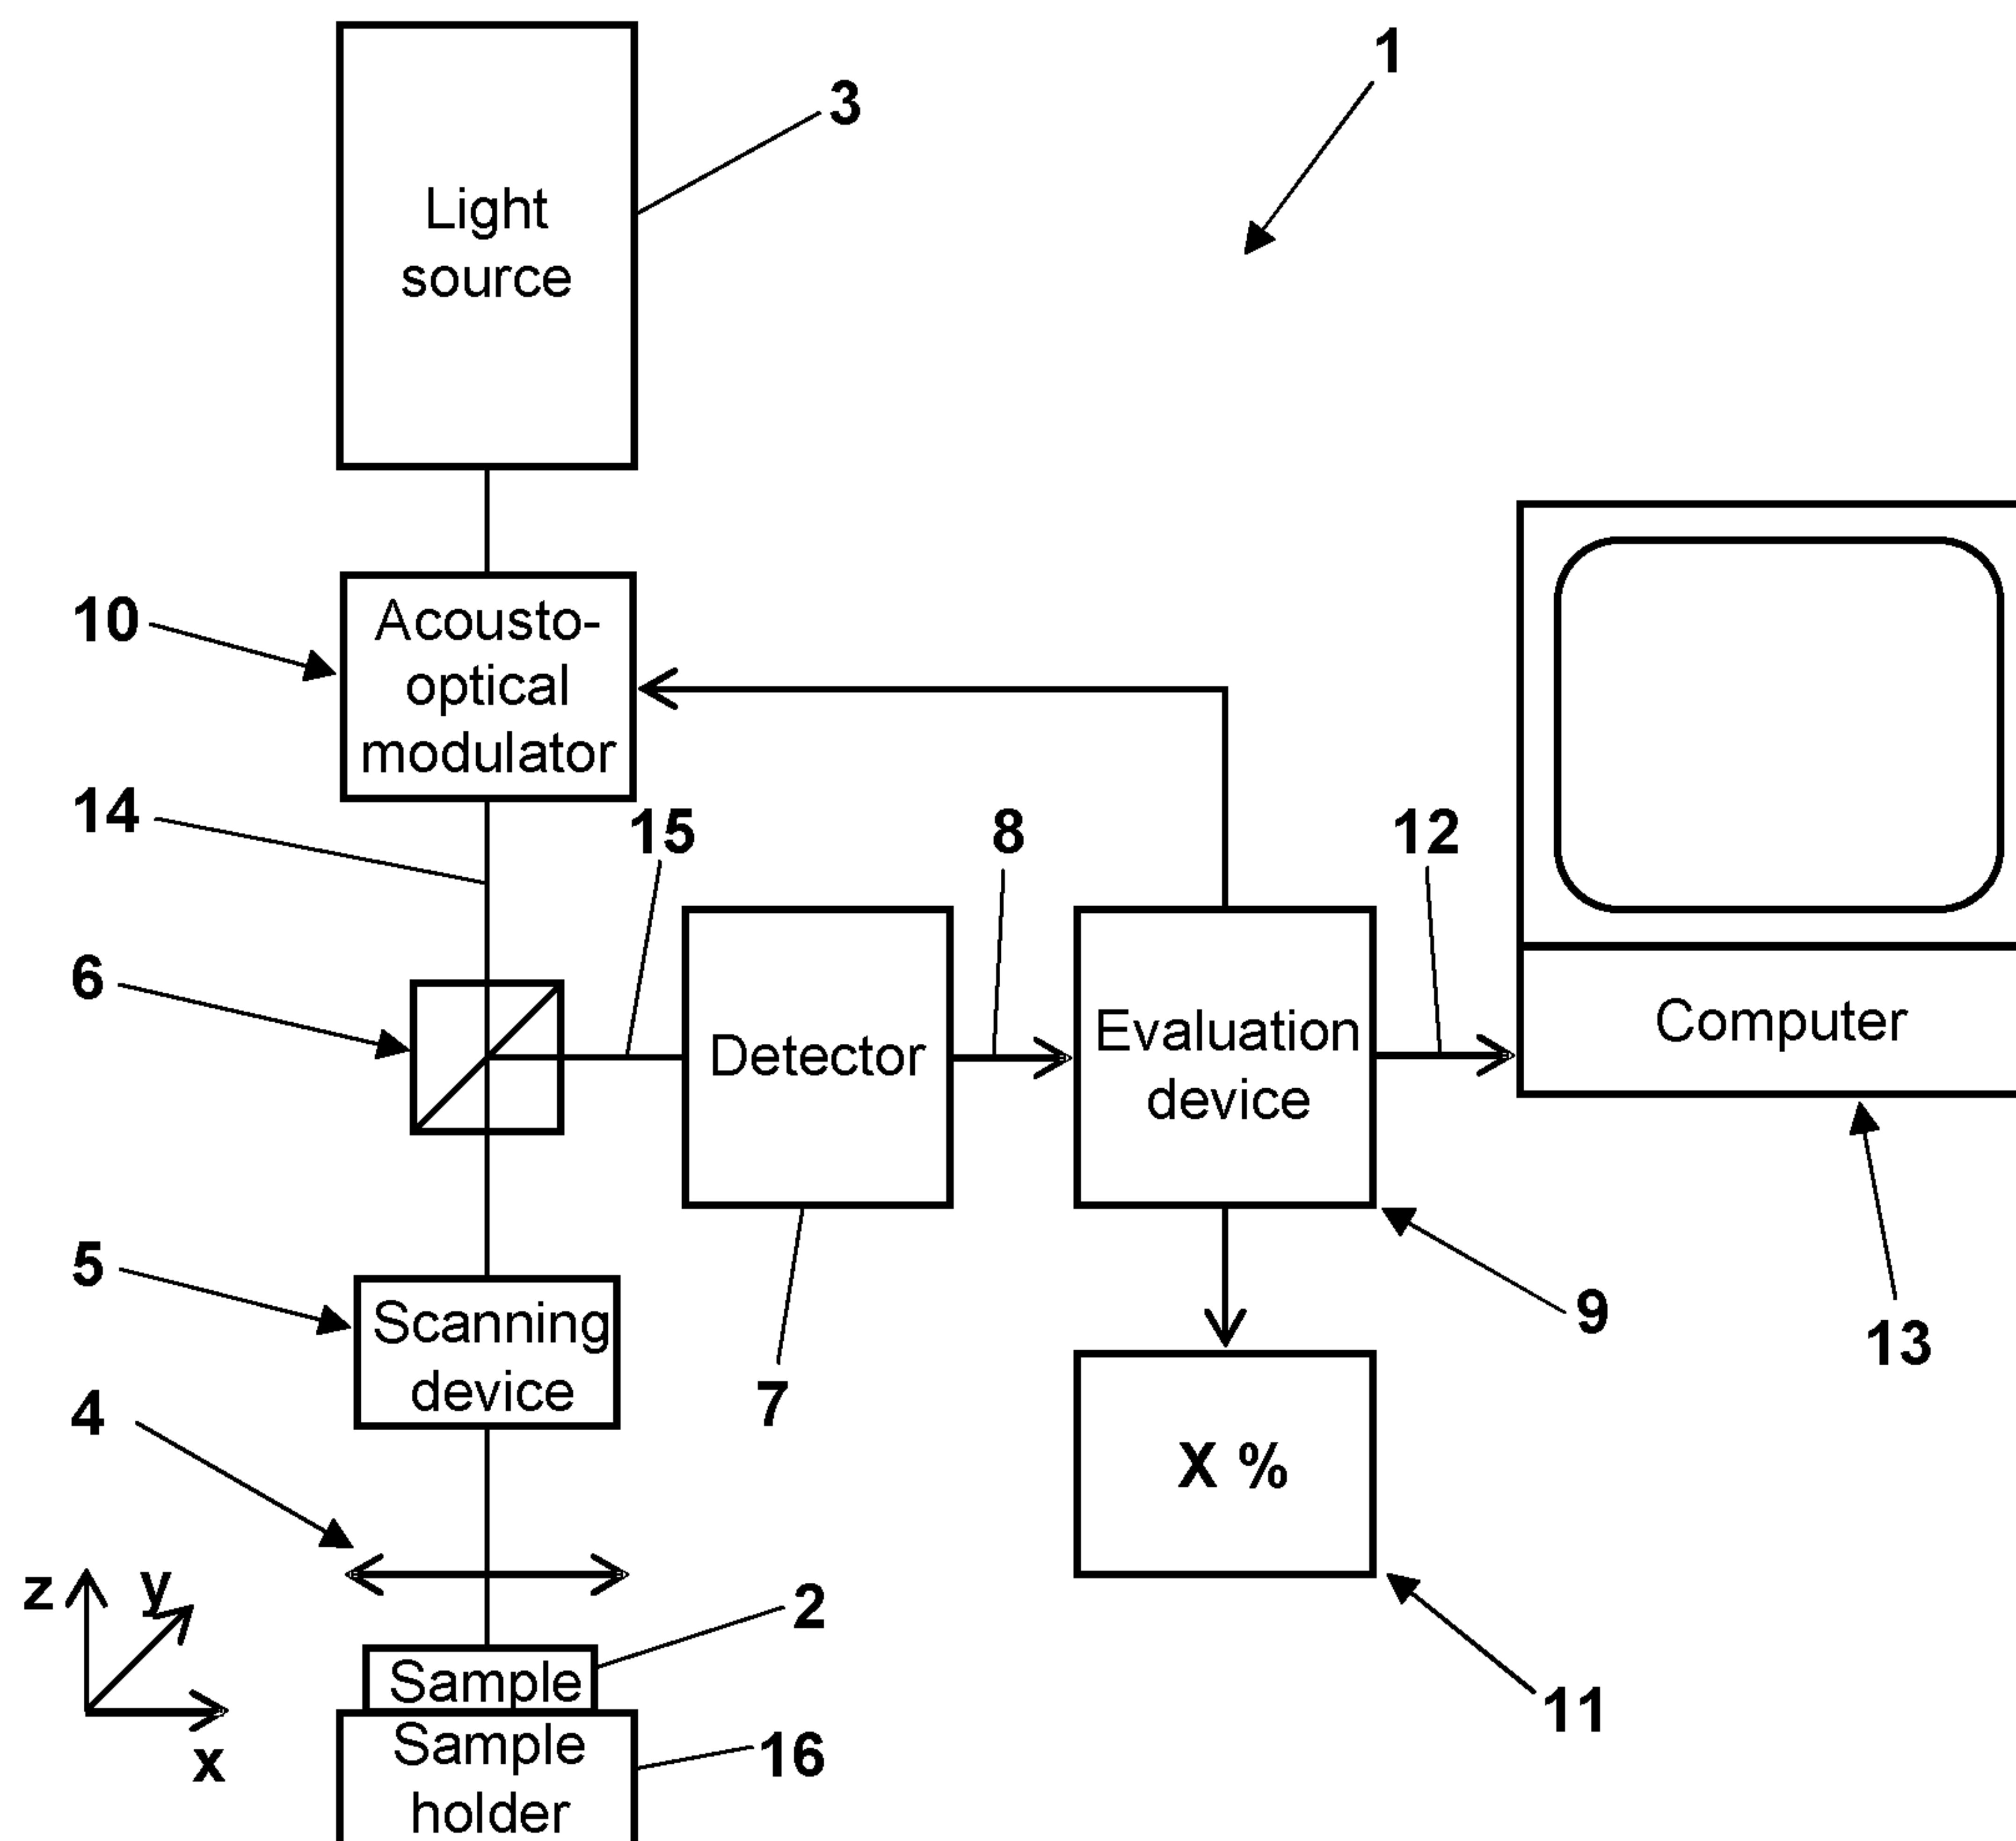 1
3
Light
source
10
Acousto-
optical
modulator
14
15
8
12
6
Detector
Evaluation
device
Computer
5
Scanning
device
7
9
13
4
X %
z
y
x
2
Sample
11
Sample
holder
16